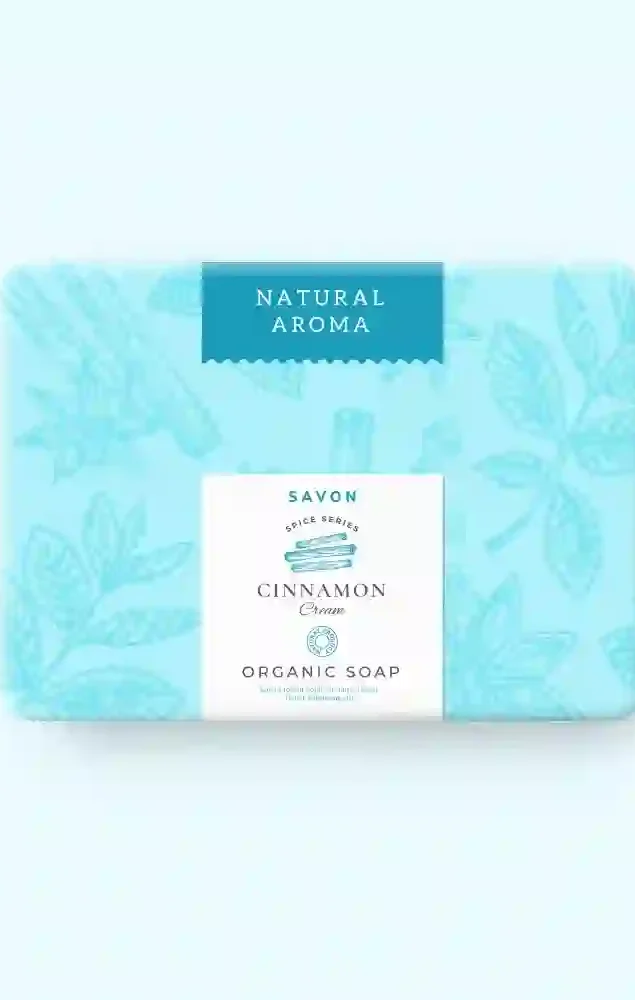 NATURAL
AROMA
SAVON
SPICE SERIES
CINNAMON
Cream
ORGANIC SOAP